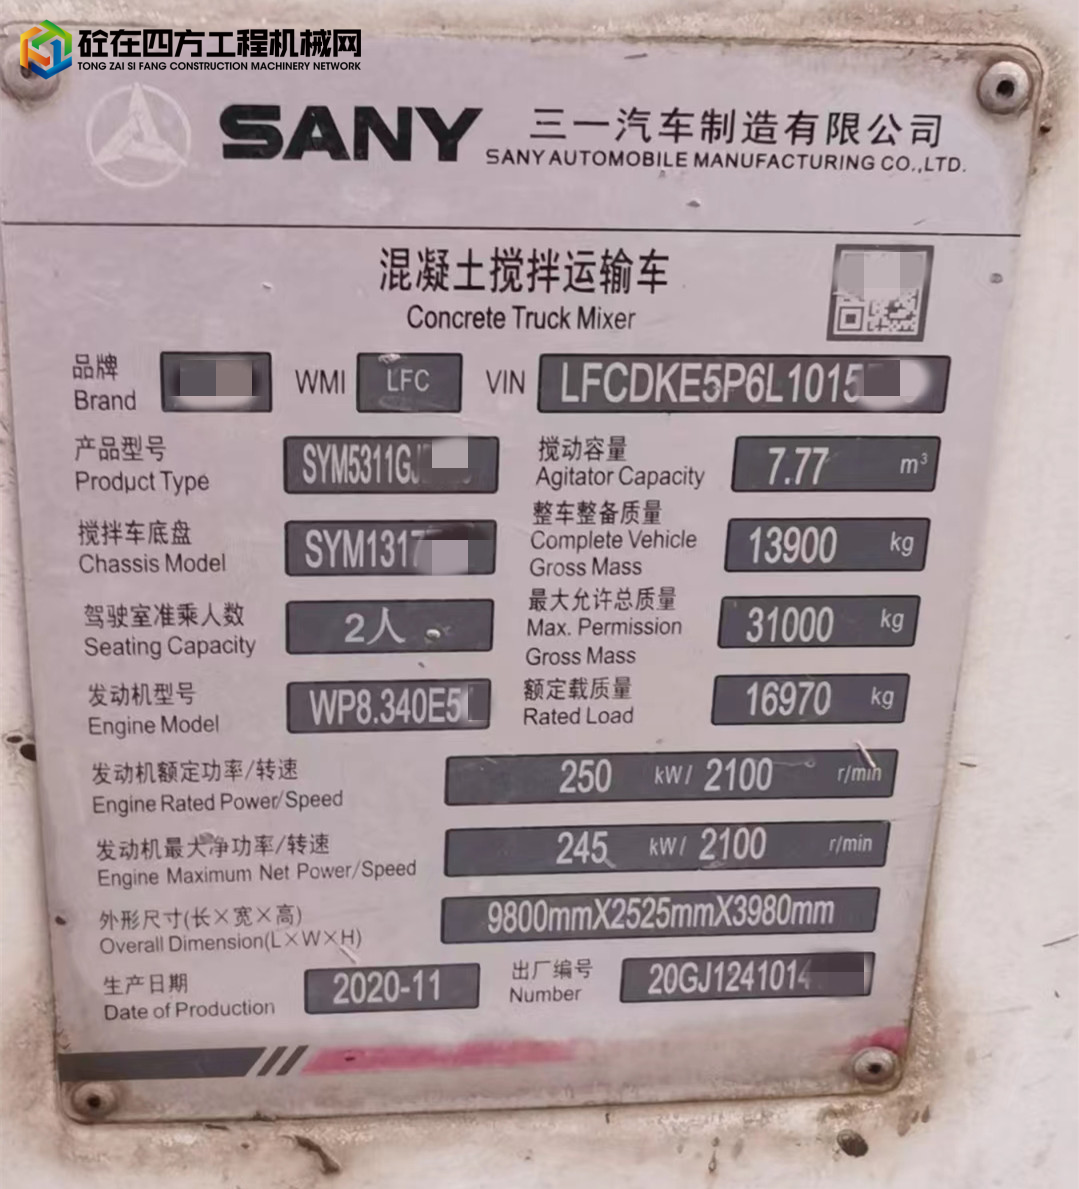 砼在四方工程机械网
TONG ZAI SI FANG CONSTRUCTION MACHINERY NETWORK
SANY 三一汽车制造有限公司
SANY AUTOMOBILE MANUFACTURING CO.,LTD.
混凝土搅拌运输车
Concrete Truck Mixer
品牌
Brand
WMI LFC VIN LFCDKE5P6L1015
产品型号
Product Type
SYM5311GJ
搅动容量
Agitator Capacity
7.77 m³
搅拌车底盘
Chassis Model
SYM1317
整车整备质量
Complete Vehicle
Gross Mass
13900 kg
驾驶室准乘人数
Seating Capacity
2人
最大允许总质量
Max. Permission
Gross Mass
31000 kg
发动机型号
Engine Model
WP8.340E5
额定载质量
Rated Load
16970 kg
发动机额定功率/转速
Engine Rated Power/Speed
250 kW/ 2100 r/min
发动机最大净功率/转速
Engine Maximum Net Power/Speed
245 kW/ 2100 r/min
外形尺寸(长×宽×高)
Overall Dimension(L×W×H)
9800mmX2525mmX3980mm
生产日期
Date of Production
2020-11
出厂编号
Number
20GJ1241014